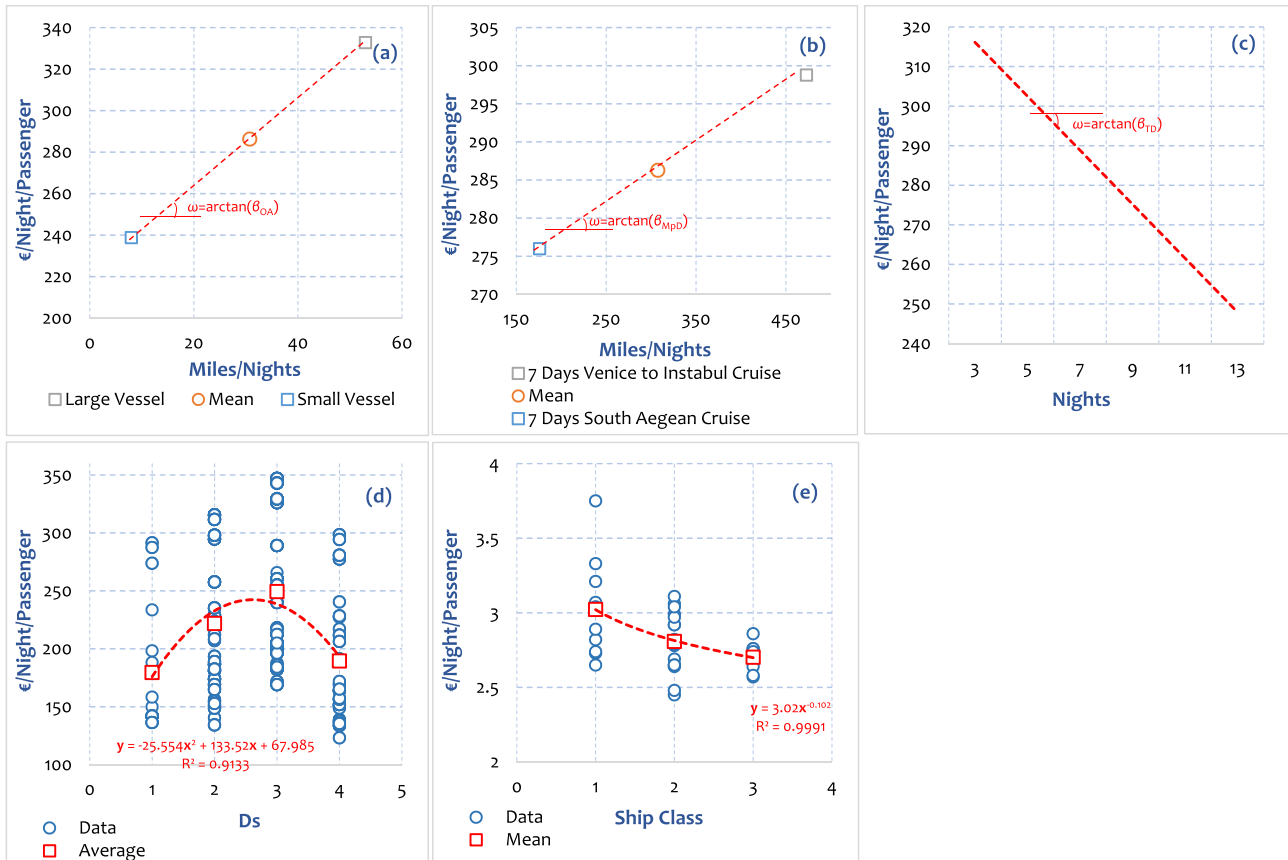 (a)
€/Night/Passenger
340
320
300
280
260
240
220
200
ω=arctan(βOA)
0 20 40 60
Miles/Nights
Large Vessel Mean Small Vessel
(b)
€/Night/Passenger
305
300
295
290
285
280
275
270
ω=arctan(βMpD)
150 250 350 450
Miles/Nights
7 Days Venice to Instabul Cruise
Mean
7 Days South Aegean Cruise
(c)
€/Night/Passenger
320
310
300
290
280
270
260
250
240
ω=arctan(βTD)
3 5 7 9 11 13
Nights
(d)
€/Night/Passenger
350
300
250
200
150
100
y = -25.554x² + 133.52x + 67.985
R² = 0.9133
0 1 2 3 4 5
Ds
Data
Average
(e)
€/Night/Passenger
4
3.5
3
2.5
2
y = 3.02x^-0.102
R² = 0.9991
0 1 2 3 4
Ship Class
Data
Mean